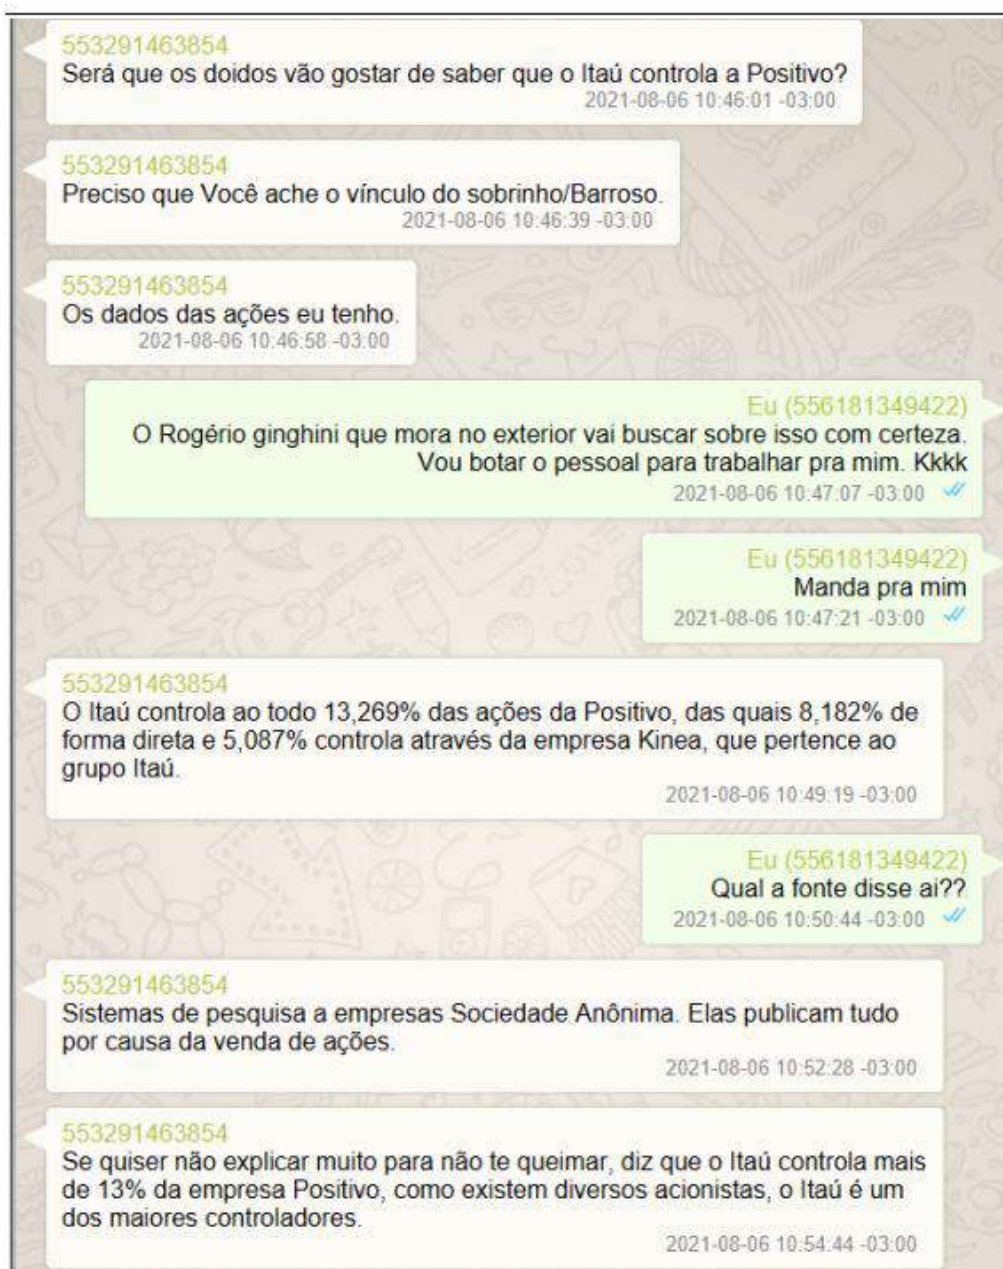 553291463854
Será que os doidos vão gostar de saber que o Itaú controla a Positivo?
2021-08-06 10:46:01 -03:00
553291463854
Preciso que Você ache o vínculo do sobrinho/Barroso.
2021-08-06 10:46:39 -03:00
553291463854
Os dados das ações eu tenho.
2021-08-06 10:46:58 -03:00
Eu (556181349422)
O Rogério ginghini que mora no exterior vai buscar sobre isso com certeza.
Vou botar o pessoal para trabalhar pra mim. Kkkk
2021-08-06 10:47:07 -03:00
Eu (556181349422)
Manda pra mim
2021-08-06 10:47:21 -03:00
553291463854
O Itaú controla ao todo 13,269% das ações da Positivo, das quais 8,182% de
forma direta e 5,087% controla através da empresa Kinea, que pertence ao
grupo Itaú.
2021-08-06 10:49:19 -03:00
Eu (556181349422)
Qual a fonte disse ai??
2021-08-06 10:50:44 -03:00
553291463854
Sistemas de pesquisa a empresas Sociedade Anônima. Elas publicam tudo
por causa da venda de ações.
2021-08-06 10:52:28 -03:00
553291463854
Se quiser não explicar muito para não te queimar, diz que o Itaú controla mais
de 13% da empresa Positivo, como existem diversos acionistas, o Itaú é um
dos maiores controladores.
2021-08-06 10:54:44 -03:00